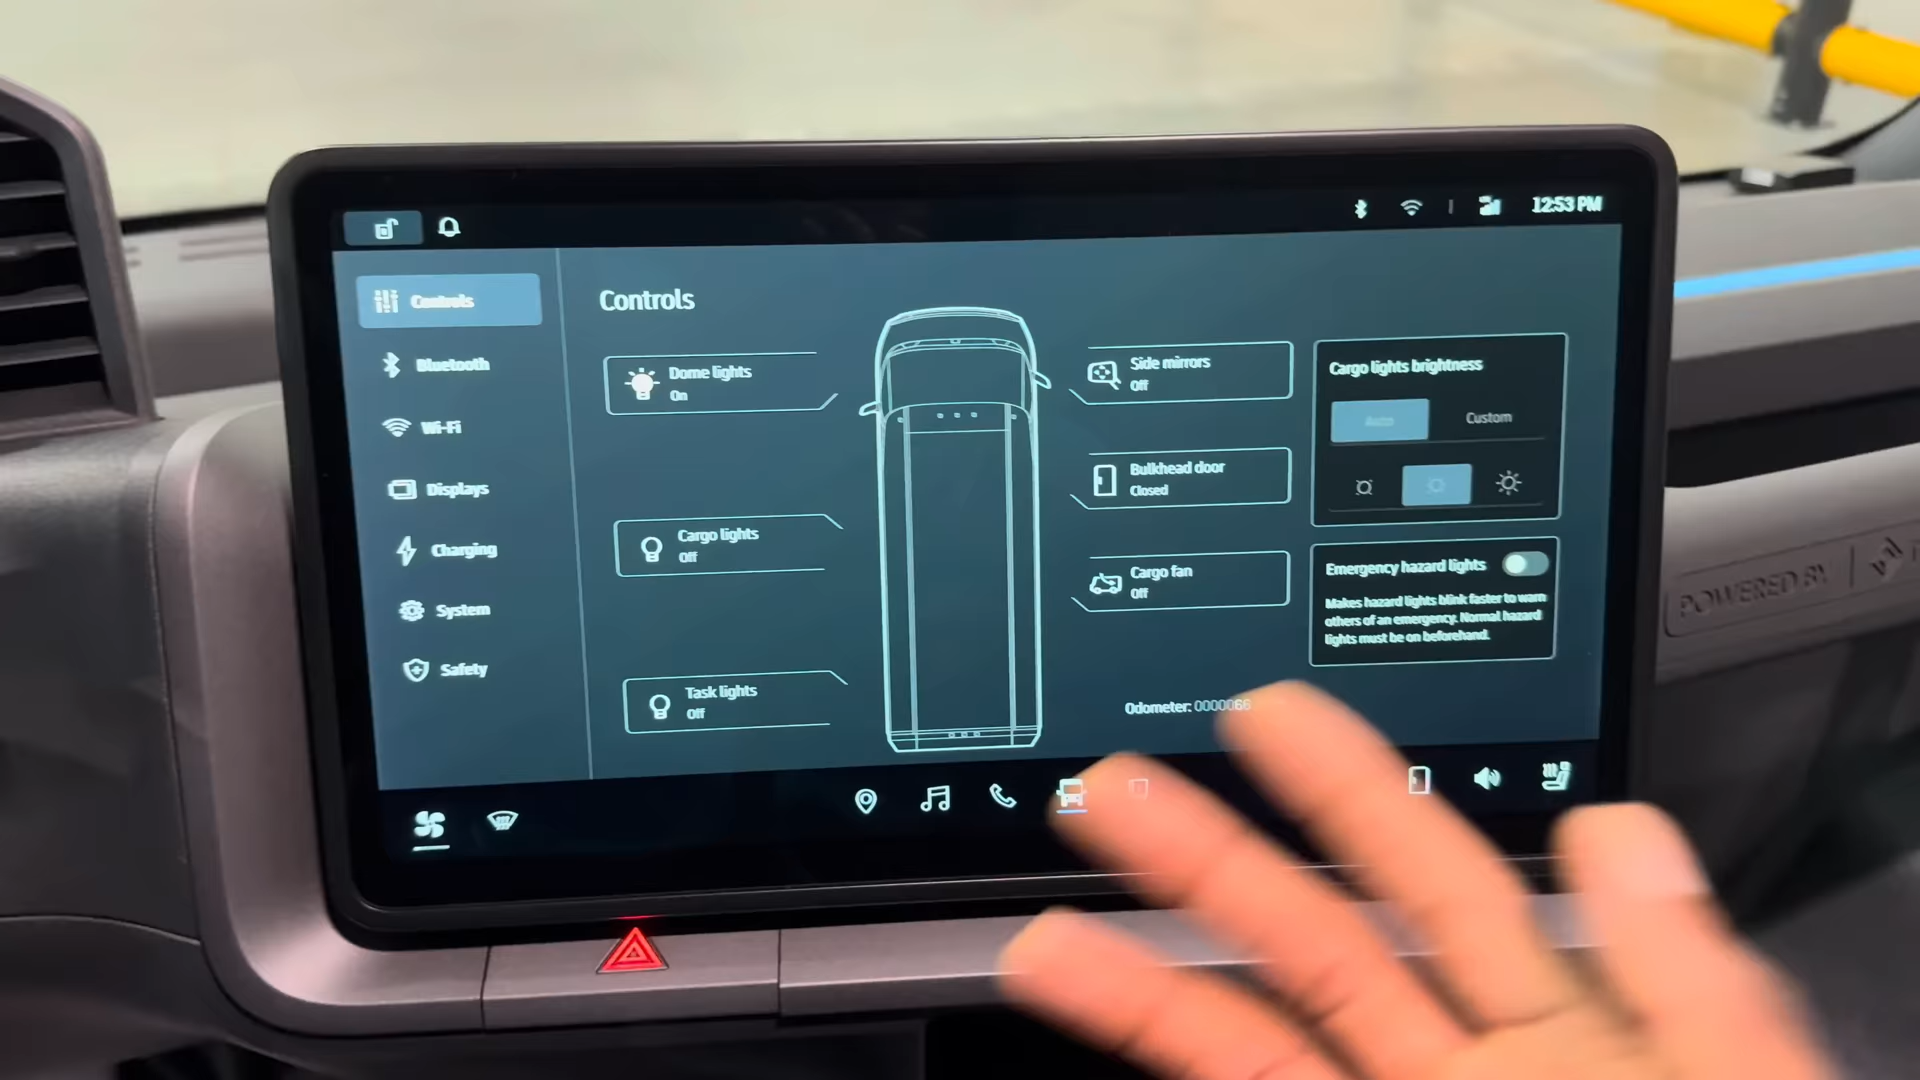 12:53 PM
Controls
Bluetooth
Wi-Fi
Displays
Charging
System
Safety
Controls
Dome lights
On
Cargo lights
Off
Task lights
Off
Side mirrors
Off
Bulkhead door
Closed
Cargo fan
Off
Odometer: 0000066
Cargo lights brightness
Auto
Custom
Emergency hazard lights
Makes hazard lights blink faster to warn
others of an emergency. Normal hazard
lights must be on beforehand.
POWERED BY